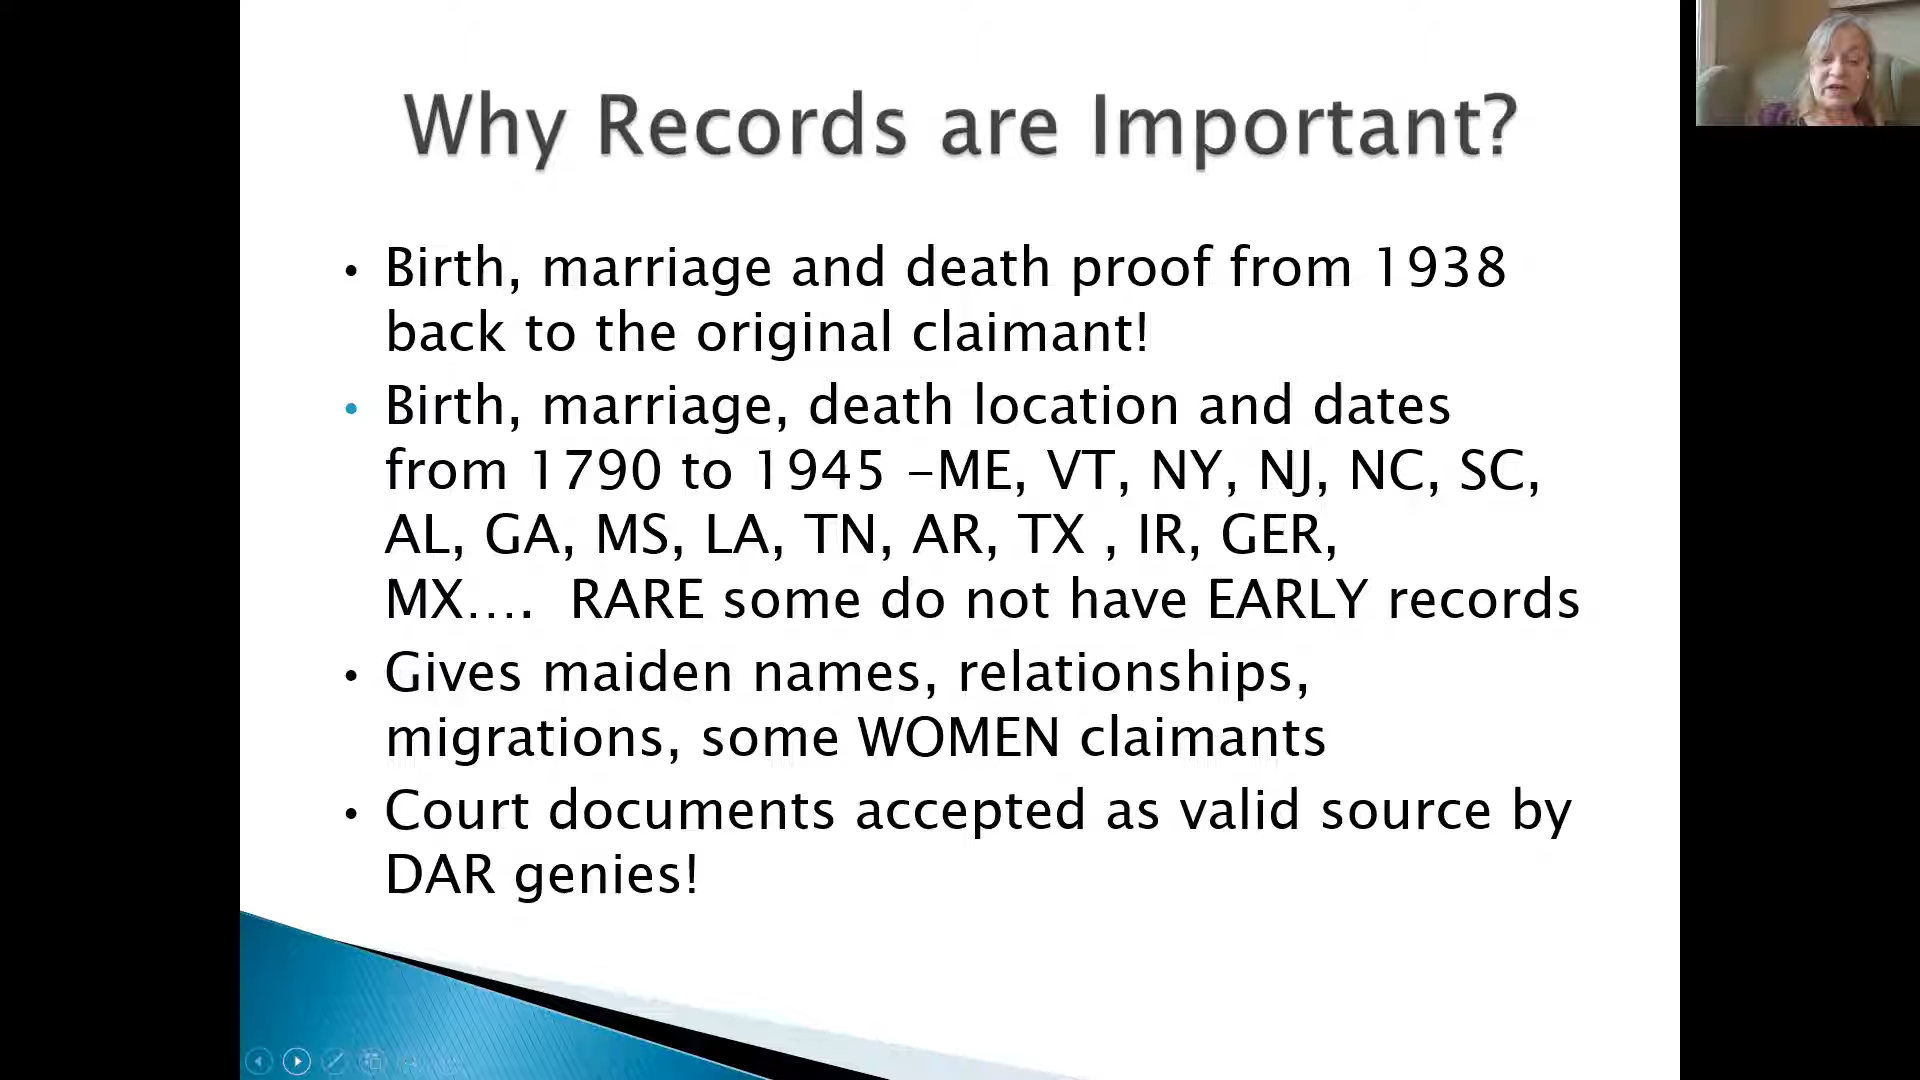 Why Records are Important?
• Birth, marriage and death proof from 1938
back to the original claimant!
• Birth, marriage, death location and dates
from 1790 to 1945 –ME, VT, NY, NJ, NC, SC,
AL, GA, MS, LA, TN, AR, TX , IR, GER,
MX.... RARE some do not have EARLY records
• Gives maiden names, relationships,
migrations, some WOMEN claimants
• Court documents accepted as valid source by
DAR genies!